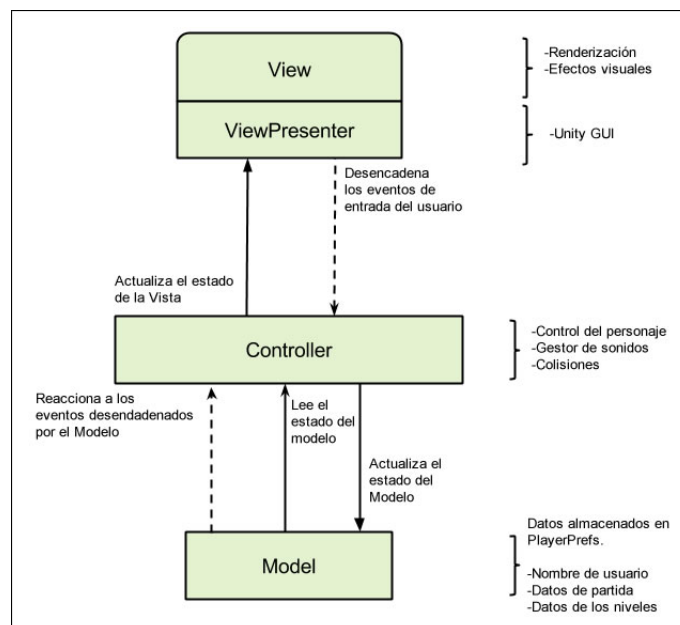 View
-Renderización
-Efectos visuales
ViewPresenter
-Unity GUI
Desencadena
los eventos de
entrada del usuario
Actualiza el estado
de la Vista
Controller
-Control del personaje
-Gestor de sonidos
-Colisiones
Reacciona a los
eventos desendadenados
por el Modelo
Lee el
estado del
modelo
Actualiza el
estado del
Modelo
Model
Datos almacenados en
PlayerPrefs.
-Nombre de usuario
-Datos de partida
-Datos de los niveles